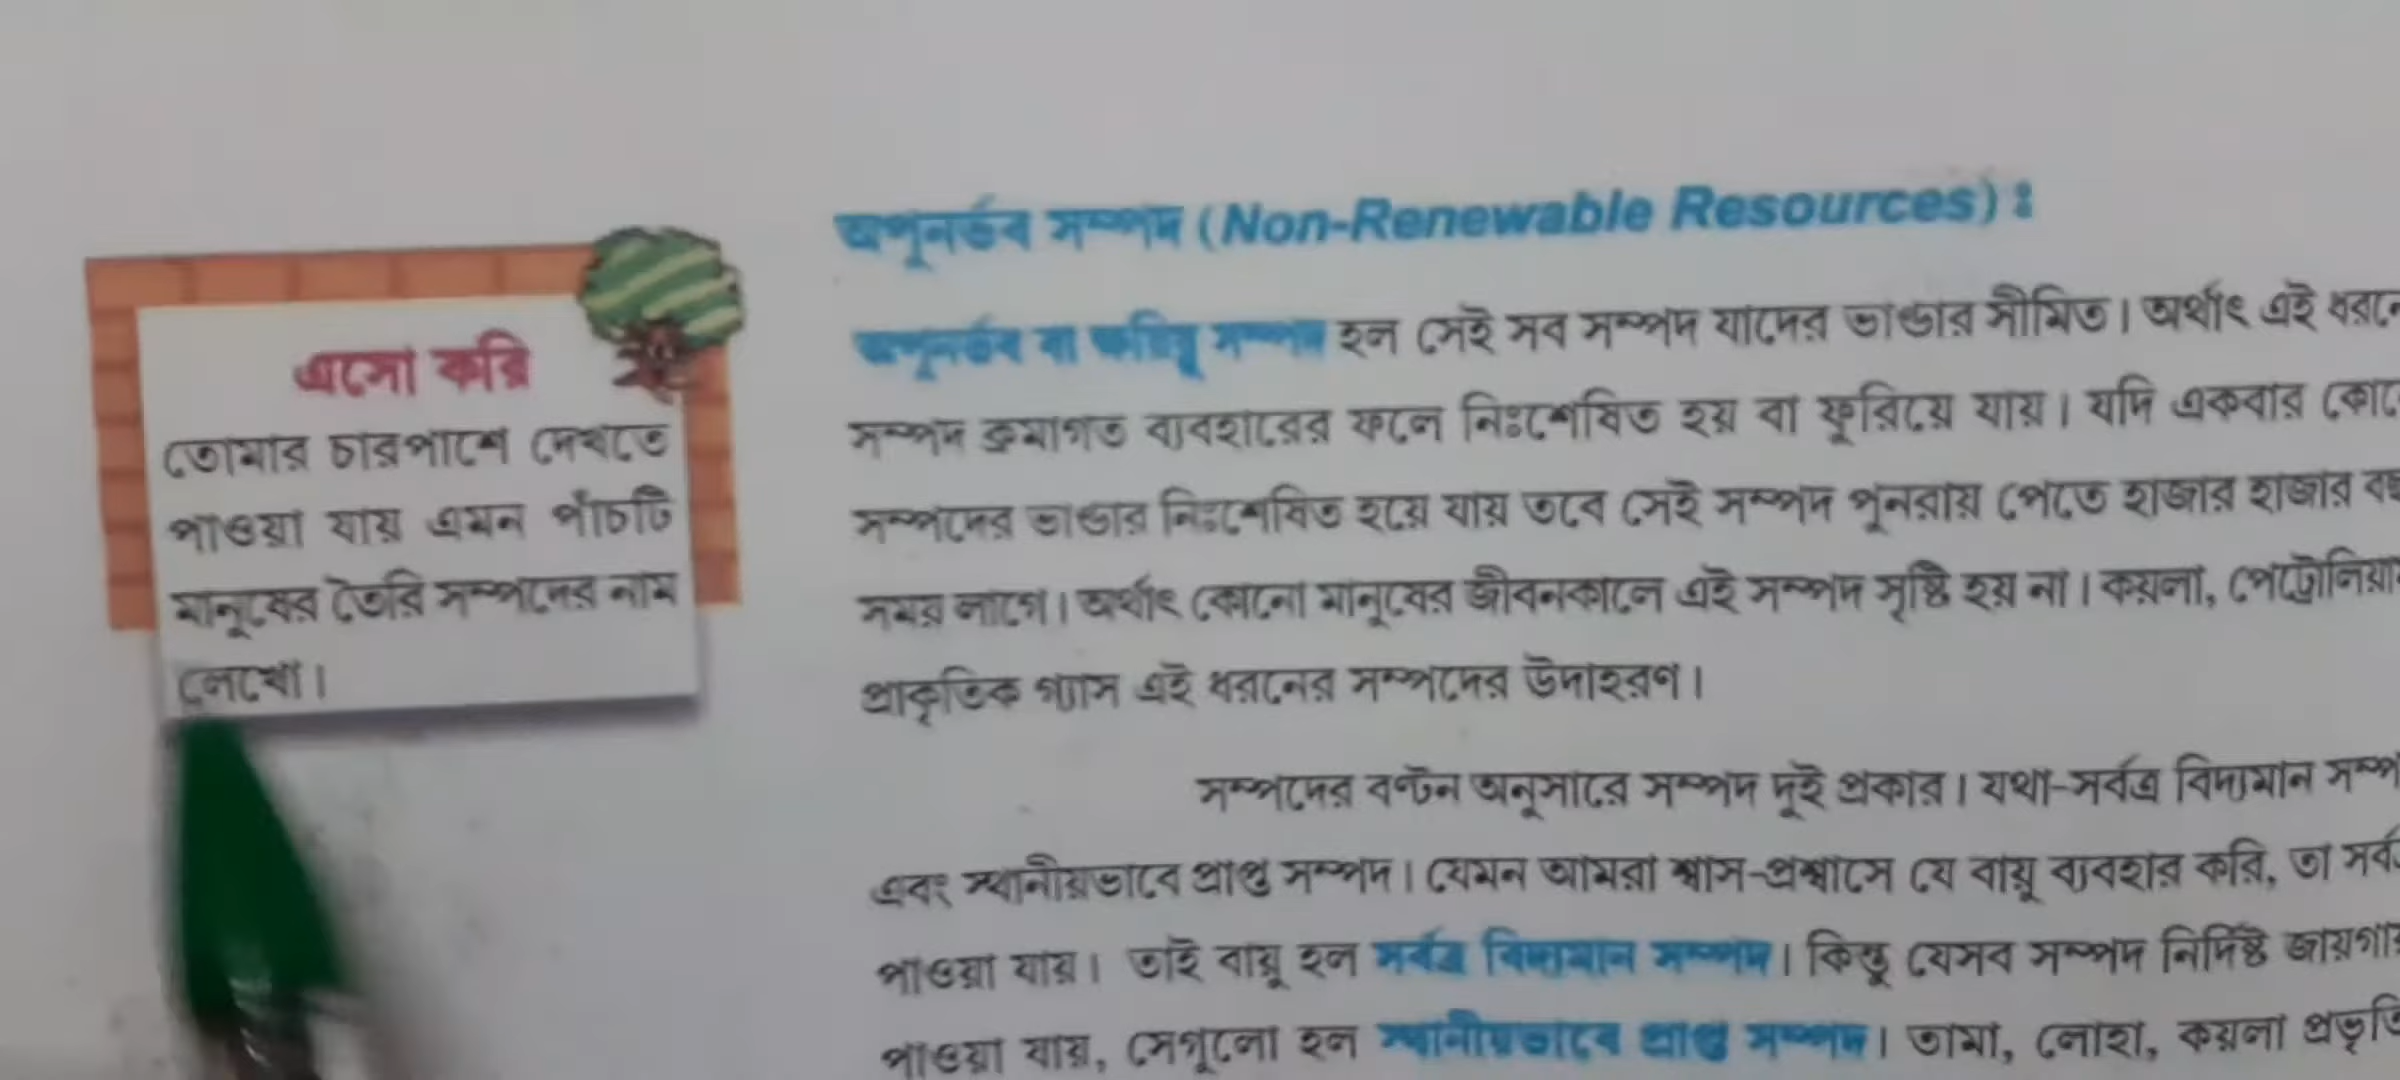 এসো করি
তোমার চারপাশে দেখতে
পাওয়া যায় এমন পাঁচটি
মানুষের তৈরি সম্পদের নাম
লেখো।
অপুনর্ভব সম্পদ (Non-Renewable Resources) :
অপুনর্ভব বা ক্ষয়িষ্ণু সম্পদ হল সেই সব সম্পদ যাদের ভাণ্ডার সীমিত। অর্থাৎ এই ধরনে
সম্পদ ক্রমাগত ব্যবহারের ফলে নিঃশেষিত হয় বা ফুরিয়ে যায়। যদি একবার কোনো
সম্পদের ভাণ্ডার নিঃশেষিত হয়ে যায় তবে সেই সম্পদ পুনরায় পেতে হাজার হাজার বছ
সময় লাগে। অর্থাৎ কোনো মানুষের জীবনকালে এই সম্পদ সৃষ্টি হয় না। কয়লা, পেট্রোলিয়া
প্রাকৃতিক গ্যাস এই ধরনের সম্পদের উদাহরণ।
সম্পদের বণ্টন অনুসারে সম্পদ দুই প্রকার। যথা-সর্বত্র বিদ্যমান সম্প
এবং স্থানীয়ভাবে প্রাপ্ত সম্পদ। যেমন আমরা শ্বাস-প্রশ্বাসে যে বায়ু ব্যবহার করি, তা সর্ব
পাওয়া যায়। তাই বায়ু হল সর্বত্র বিদ্যমান সম্পদ। কিন্তু যেসব সম্পদ নির্দিষ্ট জায়গায়
পাওয়া যায়, সেগুলো হল স্থানীয়ভাবে প্রাপ্ত সম্পদ। তামা, লোহা, কয়লা প্রভৃতি